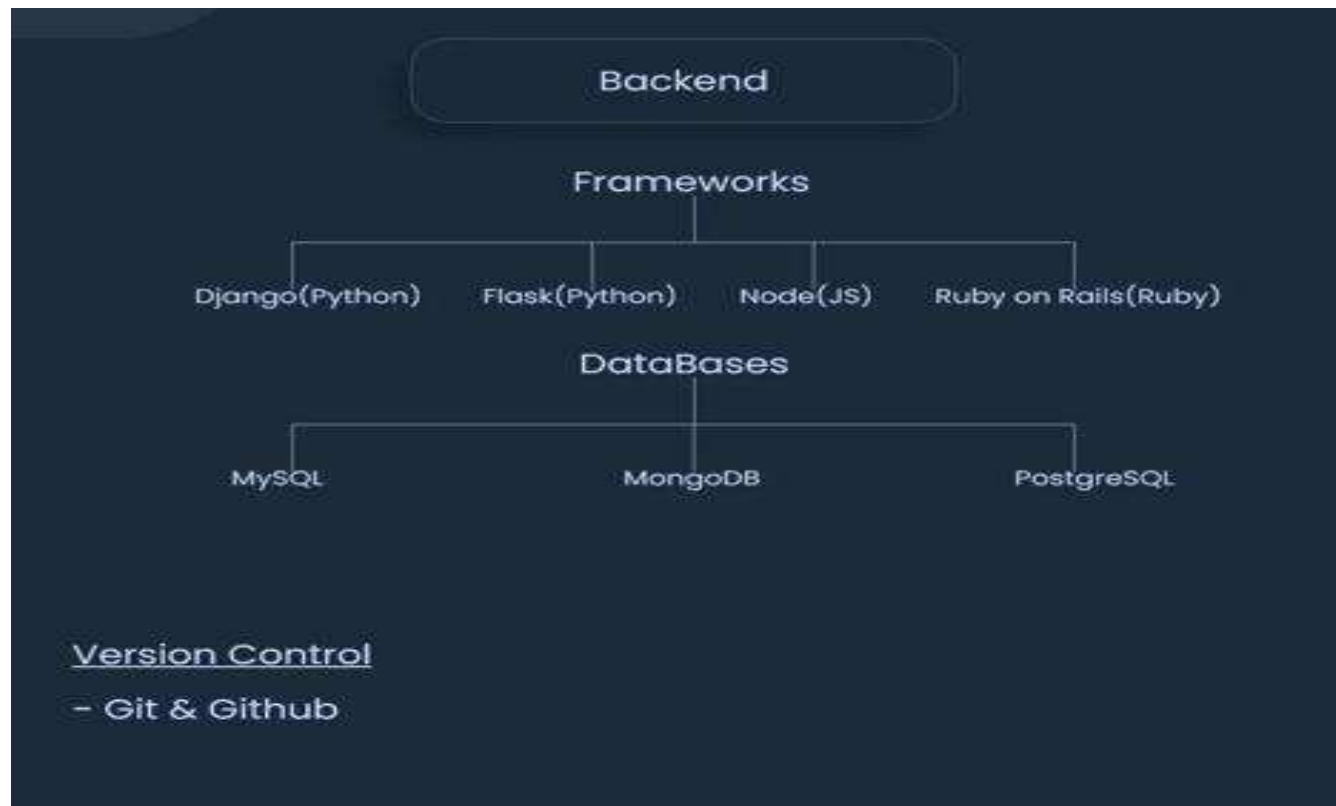 Backend
Frameworks
Django(Python) Flask(Python) Node(JS) Ruby on Rails(Ruby)
DataBases
MySQL MongoDB PostgreSQL
Version Control
- Git & Github